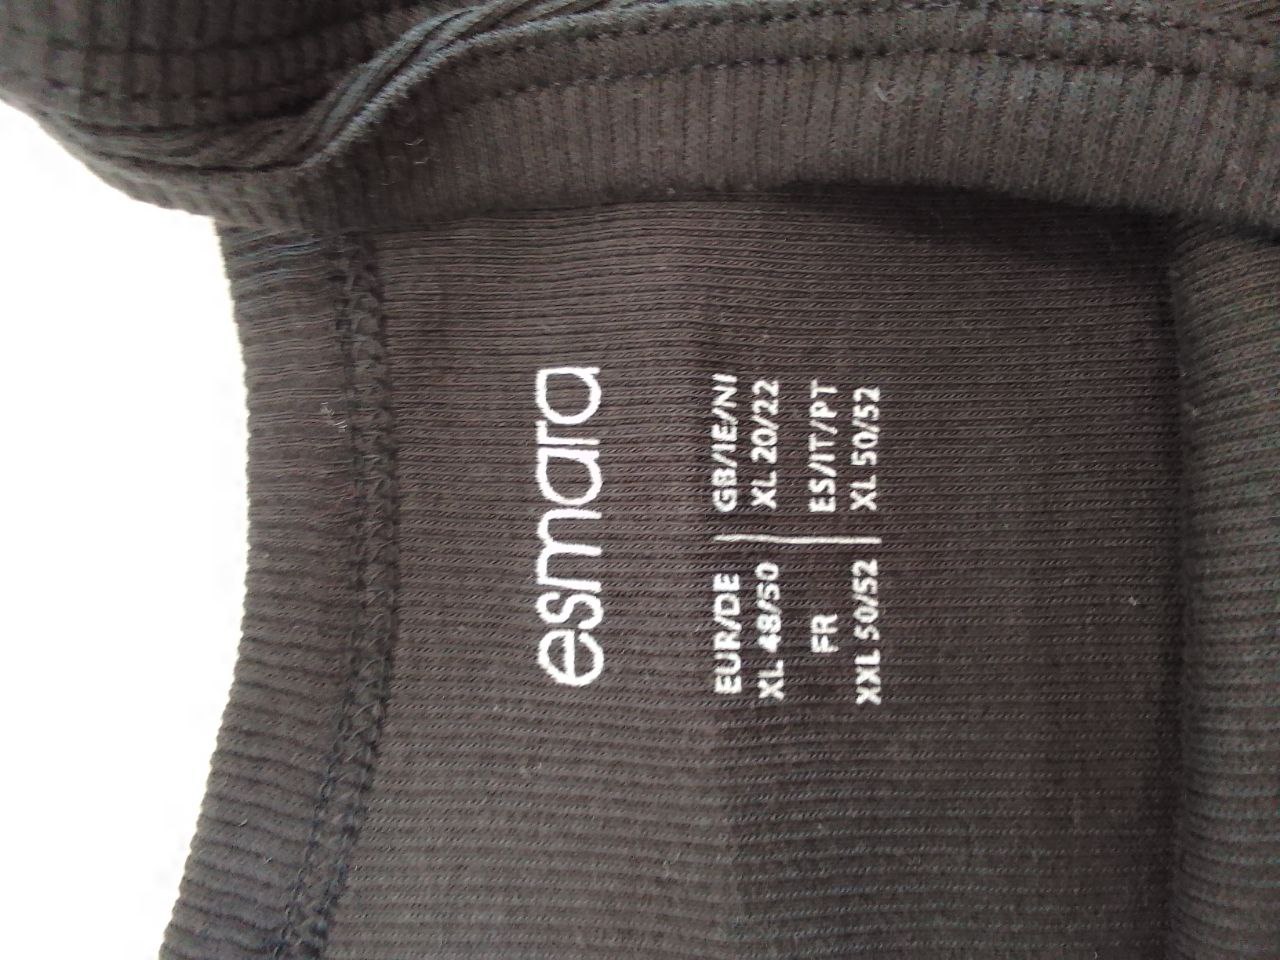 esmara
EUR/DE | GB/IE/NI
XL 48/50 | XL 20/22
FR | ES/IT/PT
XXL 50/52 | XL 50/52